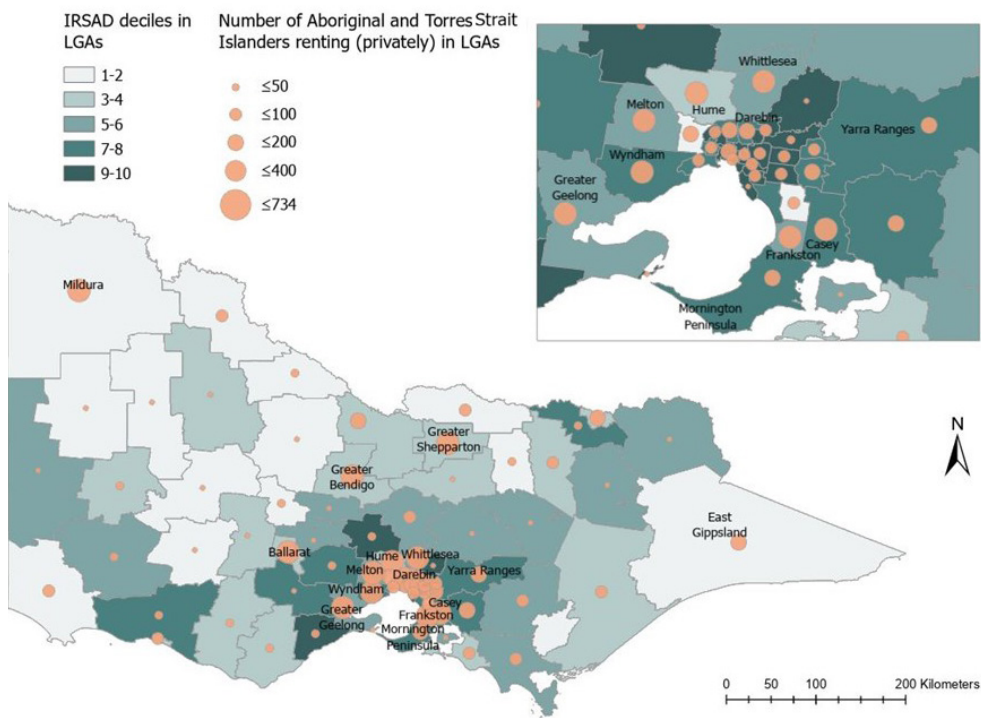 IRSAD deciles in
LGAs
1-2
3-4
5-6
7-8
9-10
Number of Aboriginal and Torres Strait
Islanders renting (privately) in LGAs
≤50
≤100
≤200
≤400
≤734
Whittlesea
Melton
Hume
Darebin
Yarra Ranges
Wyndham
Greater
Geelong
Casey
Frankston
Mornington
Peninsula
Mildura
Greater
Shepparton
Greater
Bendigo
East
Gippsland
Ballarat
Hume
Whittlesea
Melton
Darebin
Yarra Ranges
Wyndham
Greater
Geelong
Casey
Frankston
Mornington
Peninsula
N
0 50 100 200 Kilometers